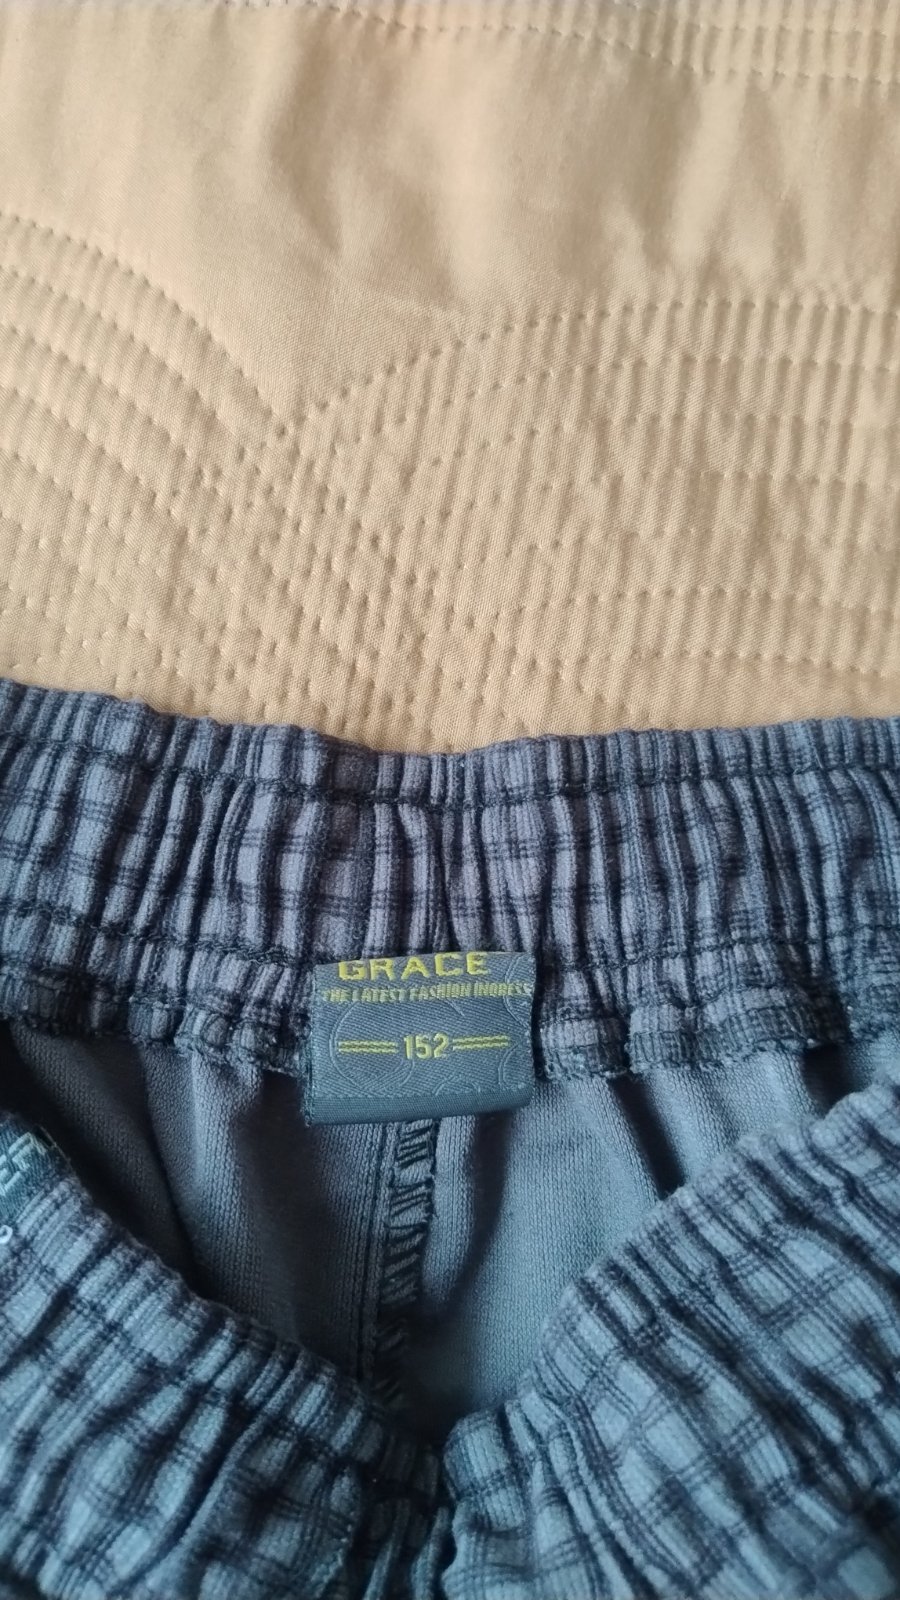 GRACE
THE LATEST FASHION INDRESS
152